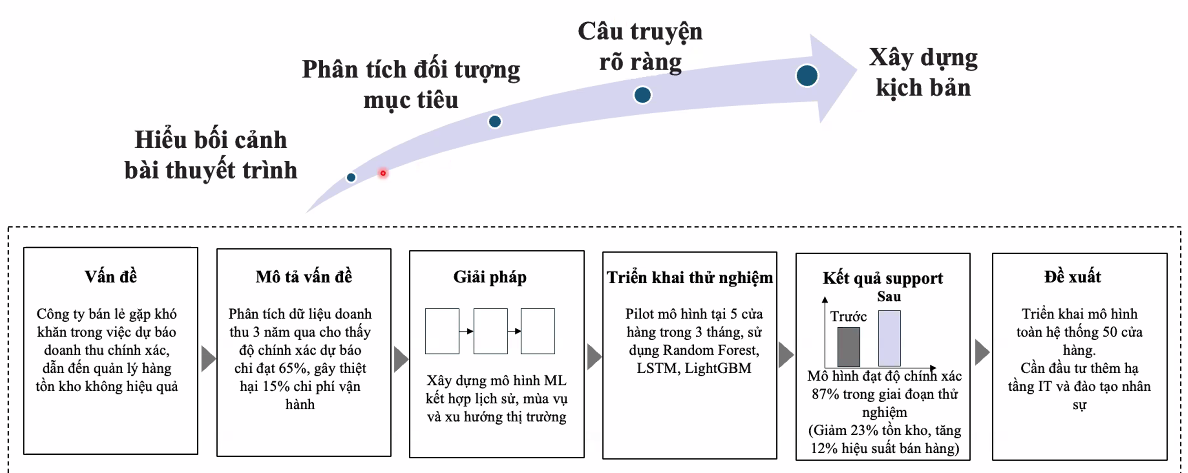 Câu truyện
rõ ràng
Xây dựng
kịch bản
Phân tích đối tượng
mục tiêu
Hiểu bối cảnh
bài thuyết trình
Vấn đề
Công ty bán lẻ gặp khó
khăn trong việc dự báo
doanh thu chính xác,
dẫn đến quản lý hàng
tồn kho không hiệu quả
Mô tả vấn đề
Phân tích dữ liệu doanh
thu 3 năm qua cho thấy
độ chính xác dự báo
chỉ đạt 65%, gây thiệt
hại 15% chi phí vận
hành
Giải pháp
Xây dựng mô hình ML
kết hợp lịch sử, mùa vụ
và xu hướng thị trường
Triển khai thử nghiệm
Pilot mô hình tại 5 cửa
hàng trong 3 tháng, sử
dụng Random Forest,
LSTM, LightGBM
Kết quả support
Sau
Trước
Mô hình đạt độ chính xác
87% trong giai đoạn thử
nghiệm
(Giảm 23% tồn kho, tăng
12% hiệu suất bán hàng)
Đề xuất
Triển khai mô hình
toàn hệ thống 50 cửa
hàng.
Cần đầu tư thêm hạ
tầng IT và đào tạo nhân
sự